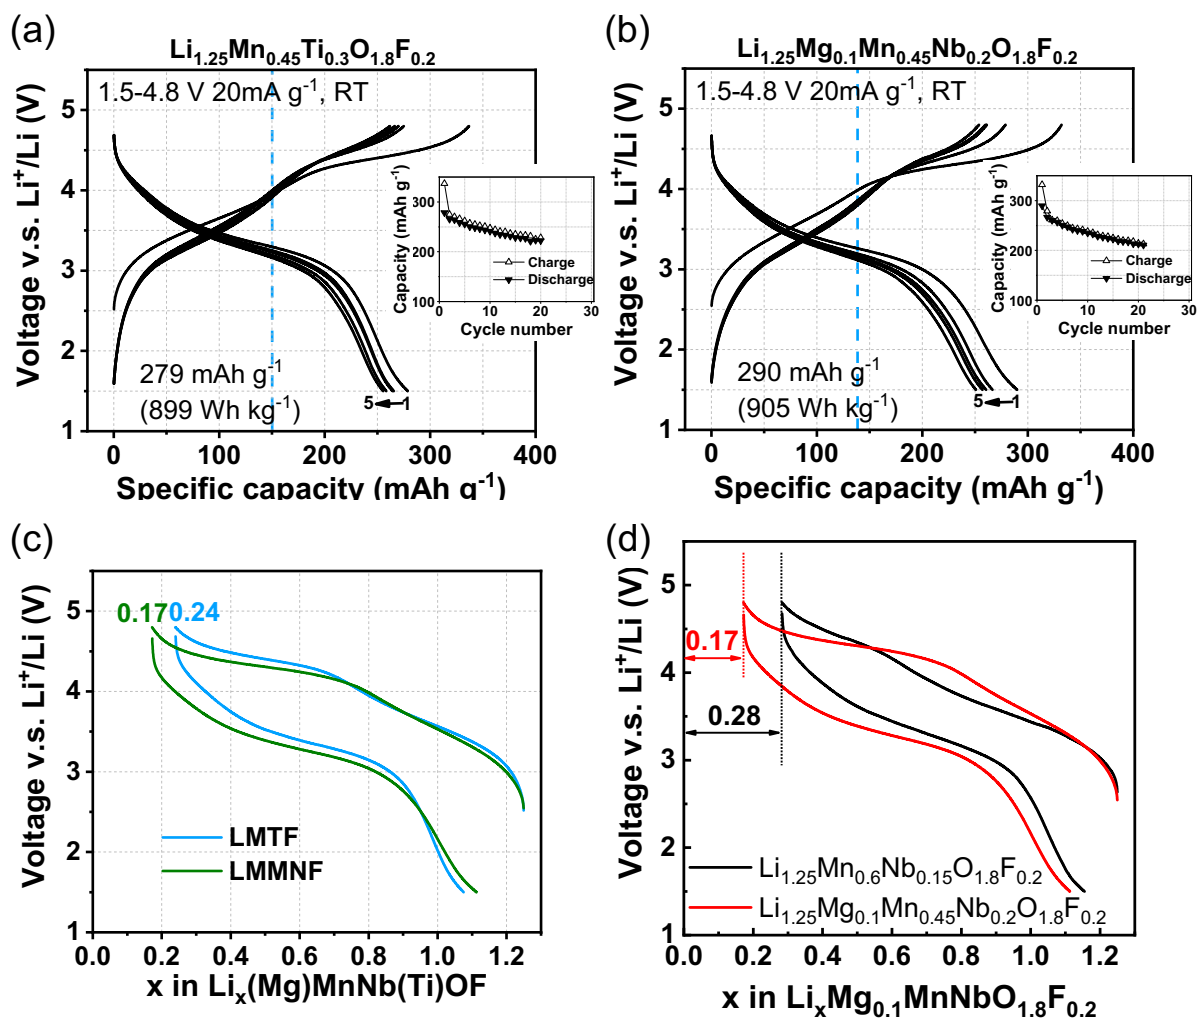 (a)
Li1.25Mn0.45Ti0.3O1.8F0.2
1.5-4.8 V 20mA g-1, RT
Voltage v.s. Li+/Li (V)
5
4
3
2
1
279 mAh g-1
(899 Wh kg-1)
5
1
0
100
200
300
400
Specific capacity (mAh g-1)
Capacity (mAh g-1)
300
200
100
Charge
Discharge
0
10
20
30
Cycle number
(b)
Li1.25Mg0.1Mn0.45Nb0.2O1.8F0.2
1.5-4.8 V 20mA g-1, RT
Voltage v.s. Li+/Li (V)
5
4
3
2
1
290 mAh g-1
(905 Wh kg-1)
5
1
0
100
200
300
400
Specific capacity (mAh g-1)
Capacity (mAh g-1)
300
200
100
Charge
Discharge
0
10
20
30
Cycle number
(c)
Voltage v.s. Li+/Li (V)
5
4
3
2
1
0.17
0.24
LMTF
LMMNF
0.0
0.2
0.4
0.6
0.8
1.0
1.2
x in Lix(Mg)MnNb(Ti)OF
(d)
Voltage v.s. Li+/Li (V)
5
4
3
2
1
0.17
0.28
Li1.25Mn0.6Nb0.15O1.8F0.2
Li1.25Mg0.1Mn0.45Nb0.2O1.8F0.2
0.0
0.2
0.4
0.6
0.8
1.0
1.2
x in LixMg0.1MnNbO1.8F0.2